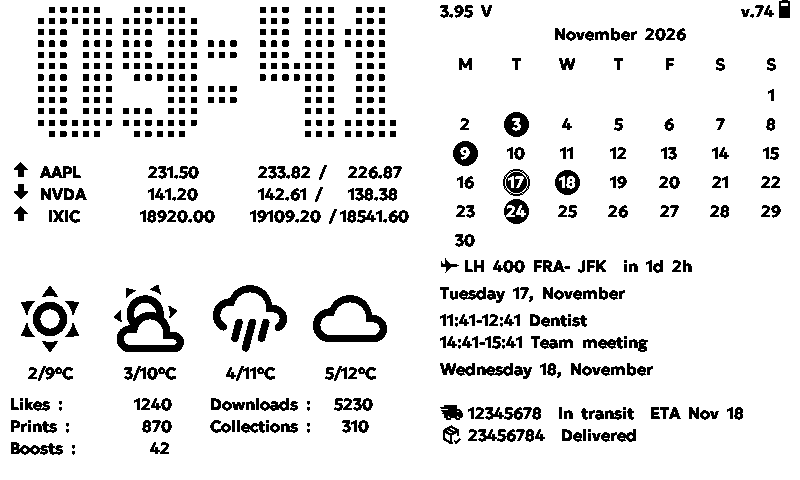 09:41
AAPL 231.50 233.82 / 226.87
NVDA 141.20 142.61 / 138.38
IXIC 18920.00 19109.20 / 18541.60
2/9°C 3/10°C 4/11°C 5/12°C
Likes : 1240 Downloads : 5230
Prints : 870 Collections : 310
Boosts : 42
3.95 V v.74
November 2026
M T W T F S S
1
2 3 4 5 6 7 8
9 10 11 12 13 14 15
16 17 18 19 20 21 22
23 24 25 26 27 28 29
30
LH 400 FRA- JFK in 1d 2h
Tuesday 17, November
11:41-12:41 Dentist
14:41-15:41 Team meeting
Wednesday 18, November
12345678 In transit ETA Nov 18
23456784 Delivered